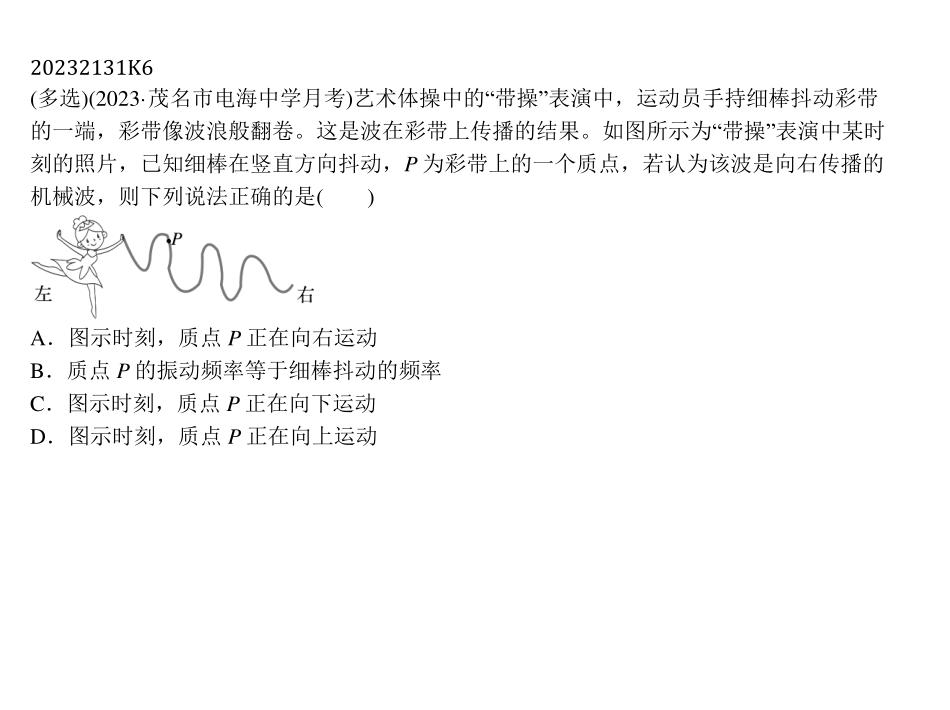 20232131K6
(多选)(2023·茂名市电海中学月考)艺术体操中的“带操”表演中，运动员手持细棒抖动彩带
的一端，彩带像波浪般翻卷。这是波在彩带上传播的结果。如图所示为“带操”表演中某时
刻的照片，已知细棒在竖直方向抖动，P 为彩带上的一个质点，若认为该波是向右传播的
机械波，则下列说法正确的是(　　)
P
左
右
A．图示时刻，质点 P 正在向右运动
B．质点 P 的振动频率等于细棒抖动的频率
C．图示时刻，质点 P 正在向下运动
D．图示时刻，质点 P 正在向上运动